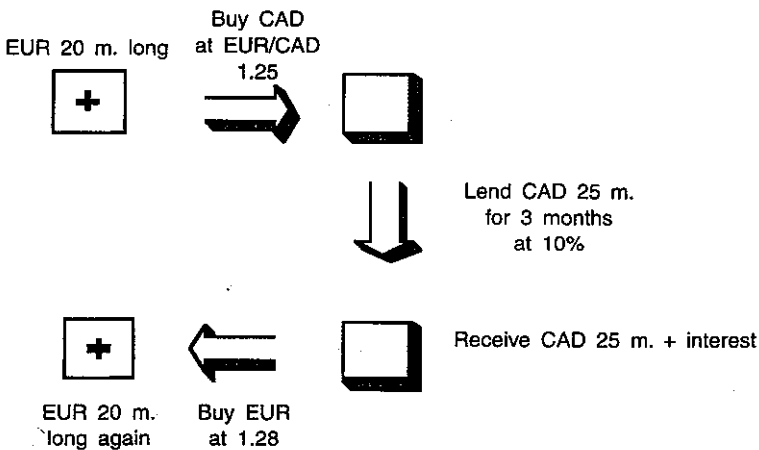 EUR 20 m. long
Buy CAD
at EUR/CAD
1.25
+
Lend CAD 25 m.
for 3 months
at 10%
+
Receive CAD 25 m. + interest
EUR 20 m.
long again
Buy EUR
at 1.28